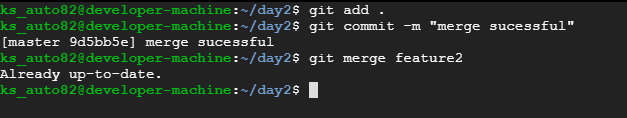 ks_auto82@developer-machine:~/day2$ git add .
ks_auto82@developer-machine:~/day2$ git commit -m "merge sucessful"
[master 9d5bb5e] merge sucessful
ks_auto82@developer-machine:~/day2$ git merge feature2
Already up-to-date.
ks_auto82@developer-machine:~/day2$